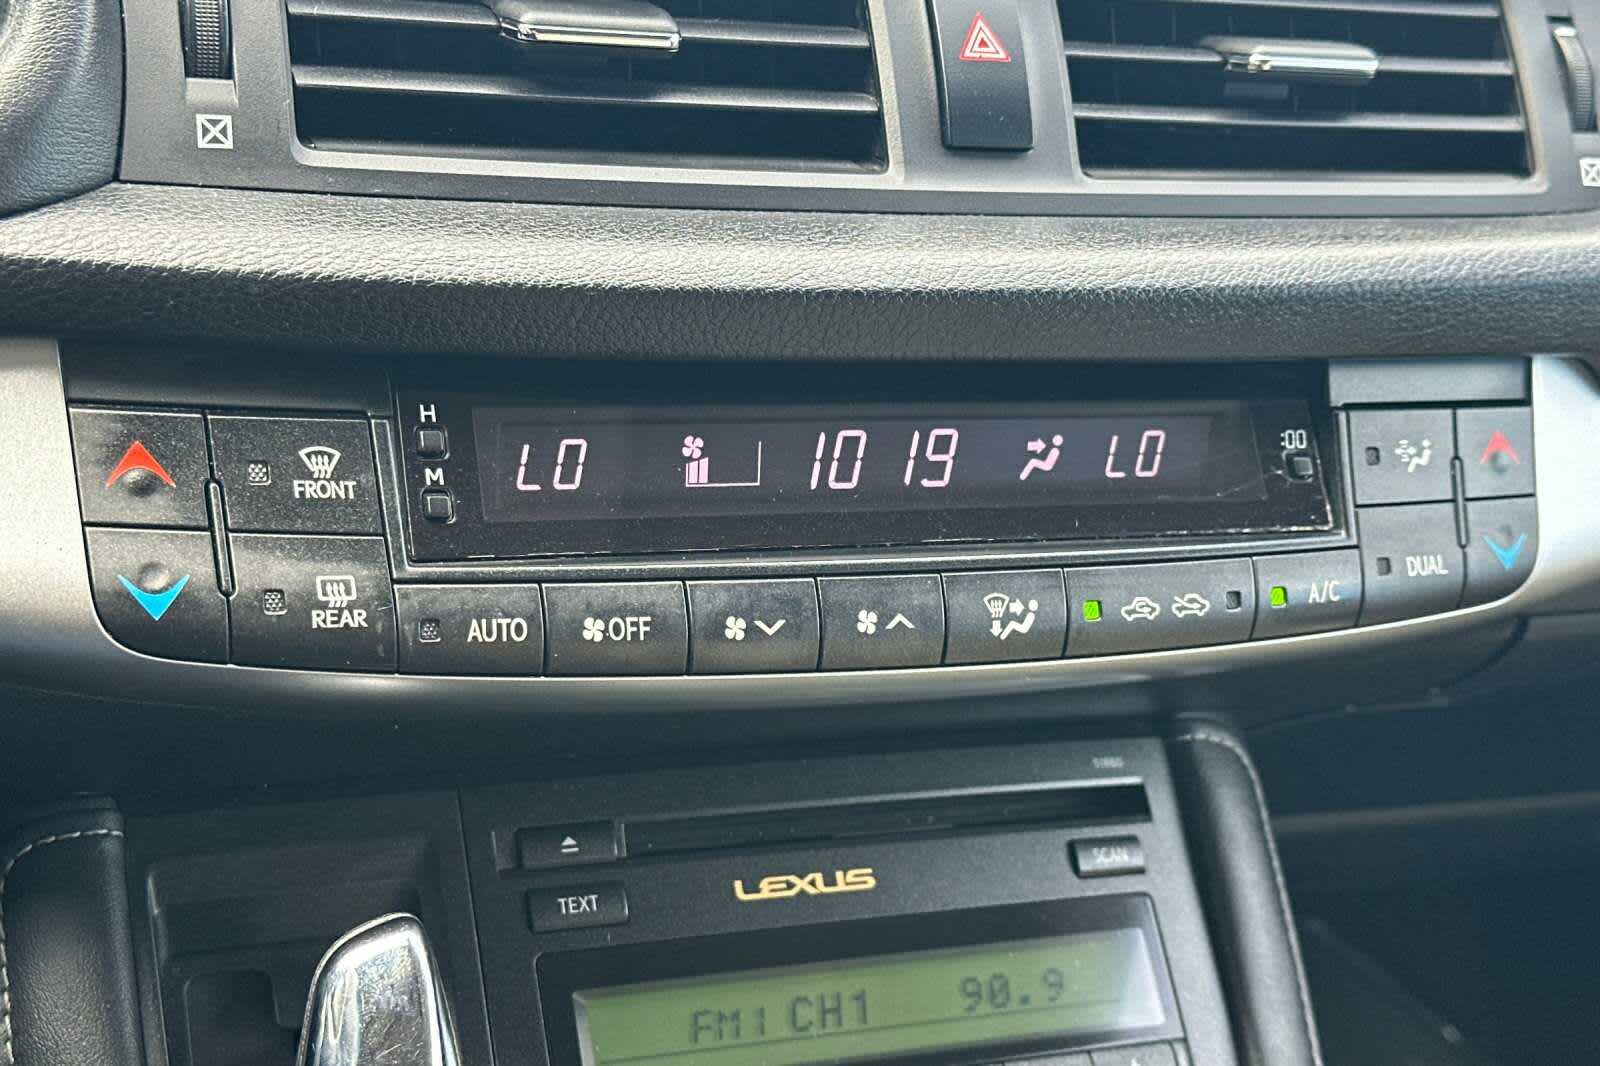 H
M
LO 10 19 LO
:00
FRONT
REAR
AUTO
OFF
A/C
DUAL
SCAN
TEXT
LEXUS
FM1 CH1 90.9